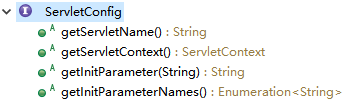 ServletConfig
getServletName() : String
getServletContext() : ServletContext
getInitParameter(String) : String
getInitParameterNames() : Enumeration<String>